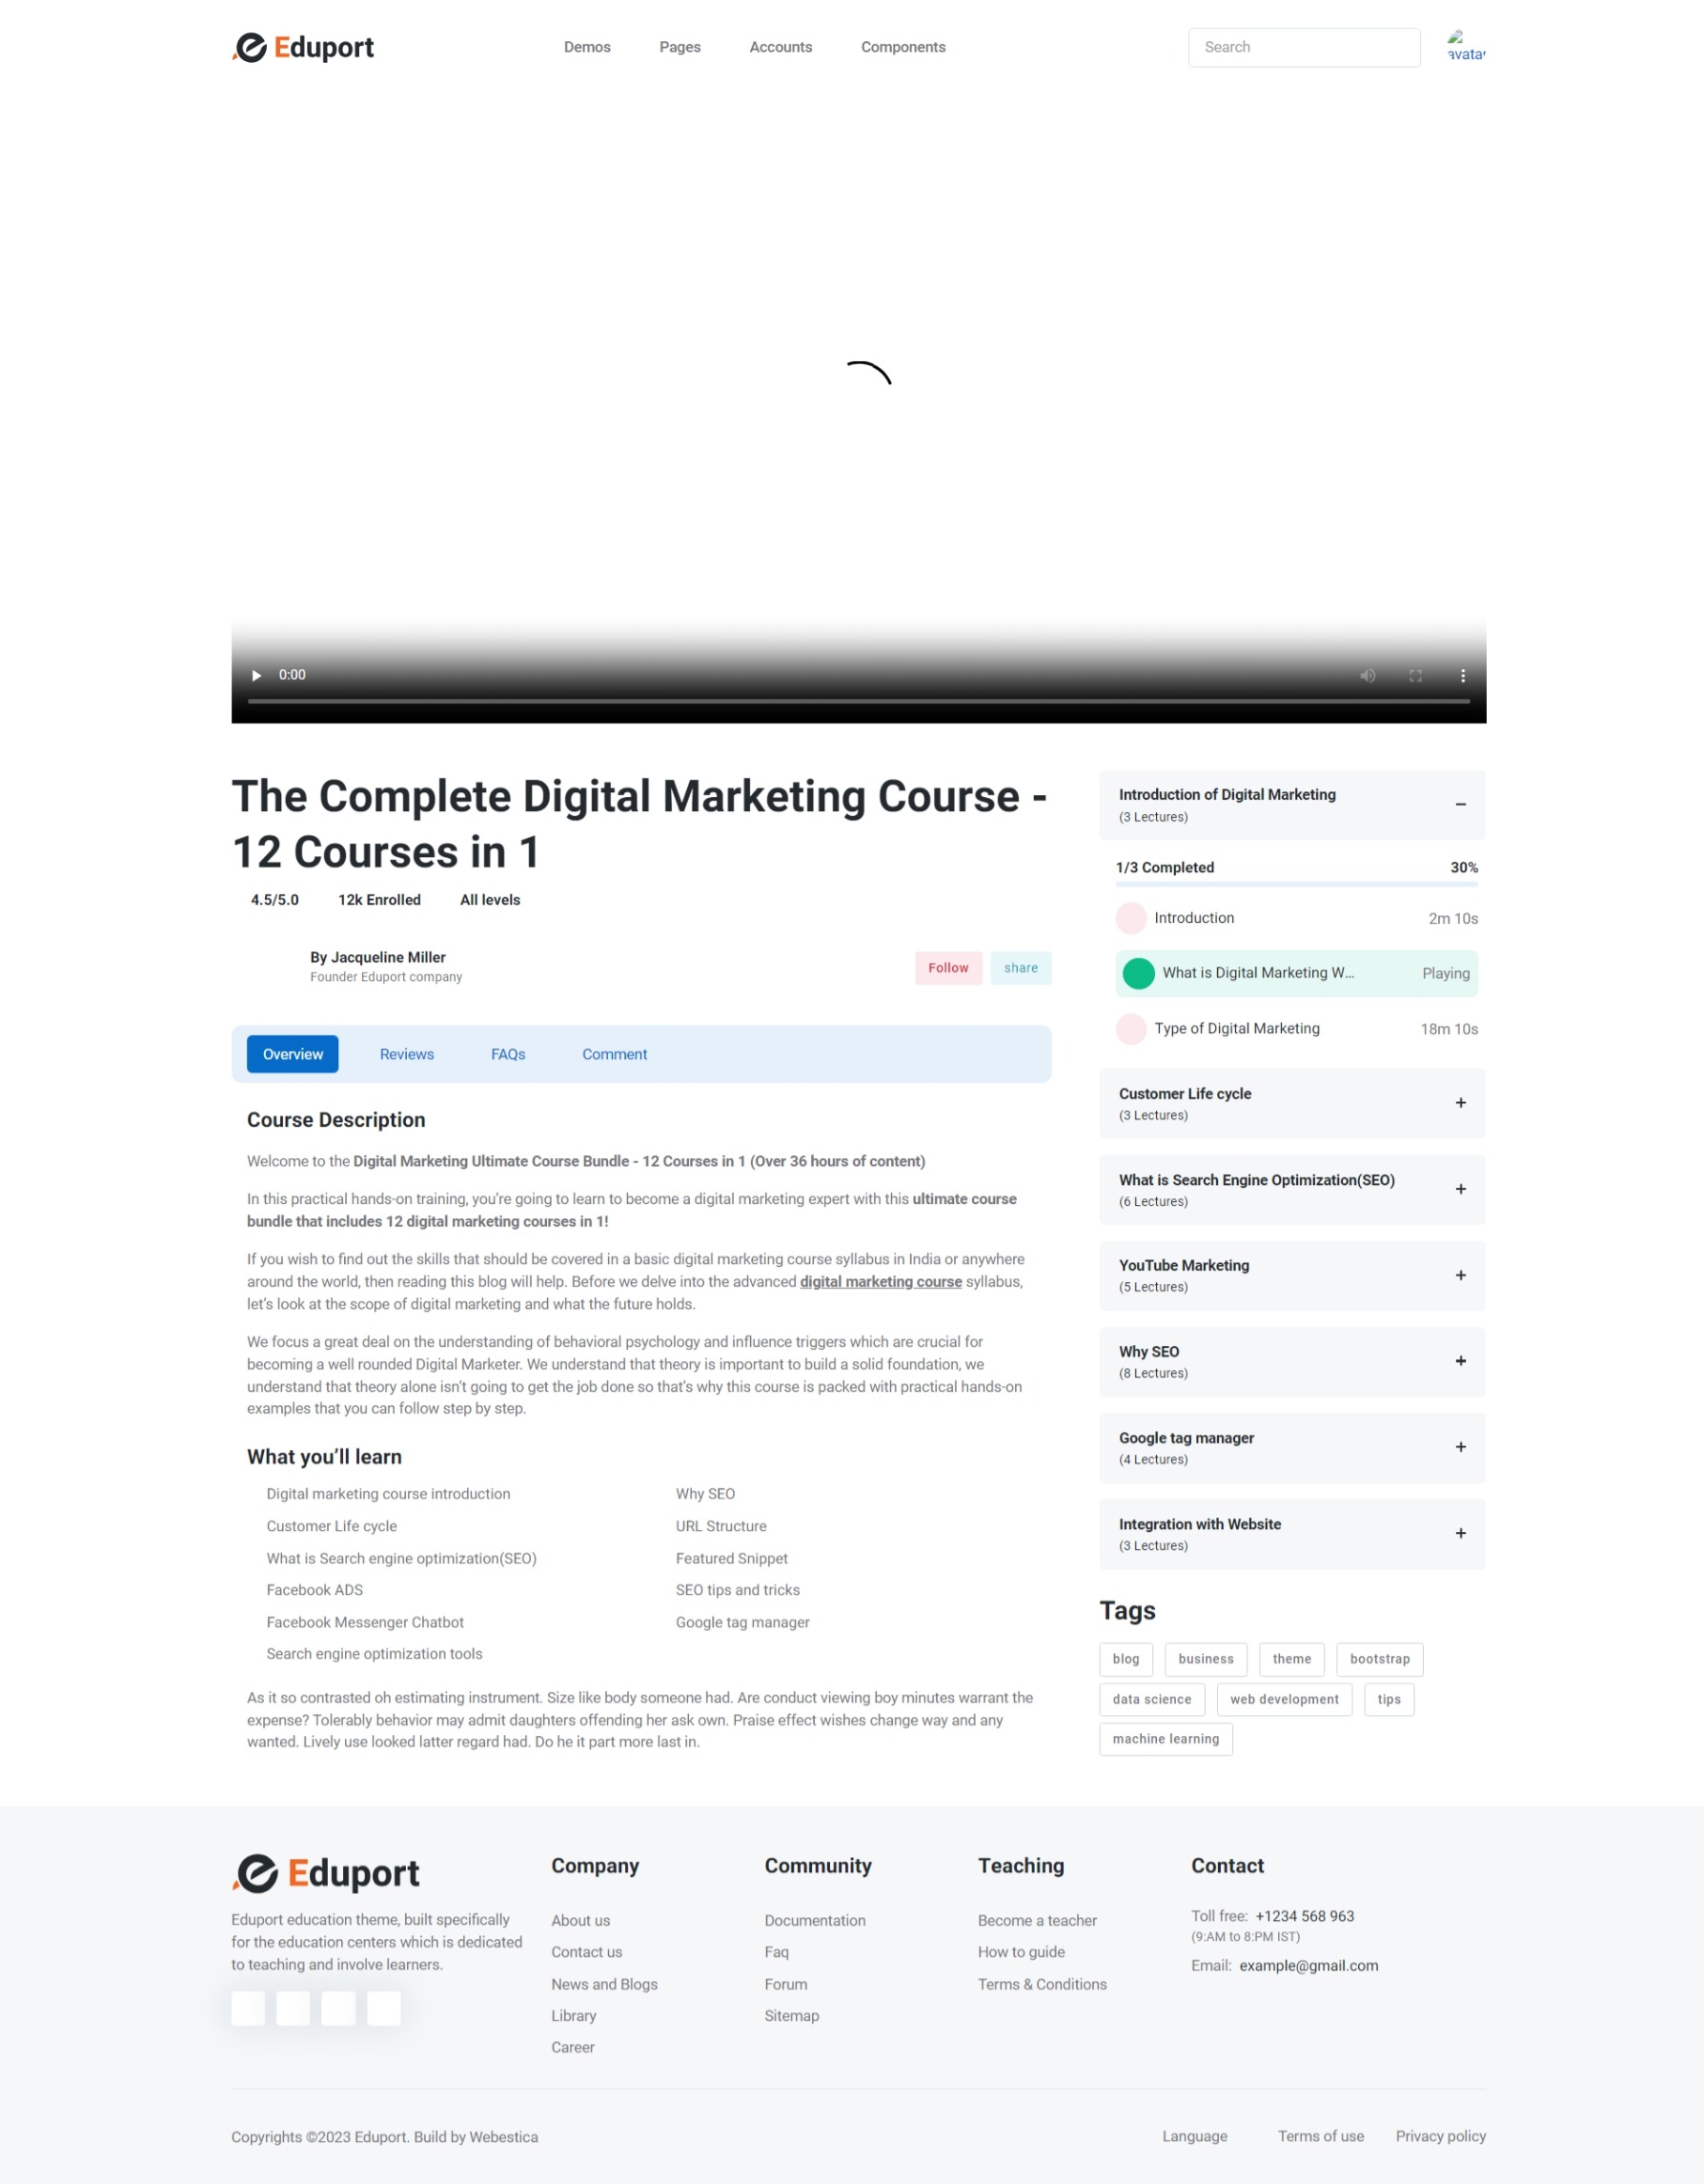 Eduport
Demos
Pages
Accounts
Components
Search
avatar
0:00
The Complete Digital Marketing Course -
12 Courses in 1
4.5/5.0
12k Enrolled
All levels
By Jacqueline Miller
Founder Eduport company
Follow
share
Overview
Reviews
FAQs
Comment
Course Description
Welcome to the Digital Marketing Ultimate Course Bundle - 12 Courses in 1 (Over 36 hours of content)
In this practical hands-on training, you’re going to learn to become a digital marketing expert with this ultimate course
bundle that includes 12 digital marketing courses in 1!
If you wish to find out the skills that should be covered in a basic digital marketing course syllabus in India or anywhere
around the world, then reading this blog will help. Before we delve into the advanced digital marketing course syllabus,
let’s look at the scope of digital marketing and what the future holds.
We focus a great deal on the understanding of behavioral psychology and influence triggers which are crucial for
becoming a well rounded Digital Marketer. We understand that theory is important to build a solid foundation, we
understand that theory alone isn’t going to get the job done so that’s why this course is packed with practical hands-on
examples that you can follow step by step.
What you’ll learn
Digital marketing course introduction
Customer Life cycle
What is Search engine optimization(SEO)
Facebook ADS
Facebook Messenger Chatbot
Search engine optimization tools
Why SEO
URL Structure
Featured Snippet
SEO tips and tricks
Google tag manager
As it so contrasted oh estimating instrument. Size like body someone had. Are conduct viewing boy minutes warrant the
expense? Tolerably behavior may admit daughters offending her ask own. Praise effect wishes change way and any
wanted. Lively use looked latter regard had. Do he it part more last in.
Introduction of Digital Marketing
(3 Lectures)
1/3 Completed
30%
Introduction
2m 10s
What is Digital Marketing W…
Playing
Type of Digital Marketing
18m 10s
Customer Life cycle
(3 Lectures)
What is Search Engine Optimization(SEO)
(6 Lectures)
YouTube Marketing
(5 Lectures)
Why SEO
(8 Lectures)
Google tag manager
(4 Lectures)
Integration with Website
(3 Lectures)
Tags
blog
business
theme
bootstrap
data science
web development
tips
machine learning
Eduport
Eduport education theme, built specifically
for the education centers which is dedicated
to teaching and involve learners.
Company
About us
Contact us
News and Blogs
Library
Career
Community
Documentation
Faq
Forum
Sitemap
Teaching
Become a teacher
How to guide
Terms & Conditions
Contact
Toll free: +1234 568 963
(9:AM to 8:PM IST)
Email: example@gmail.com
Copyrights ©2023 Eduport. Build by Webestica
Language
Terms of use
Privacy policy